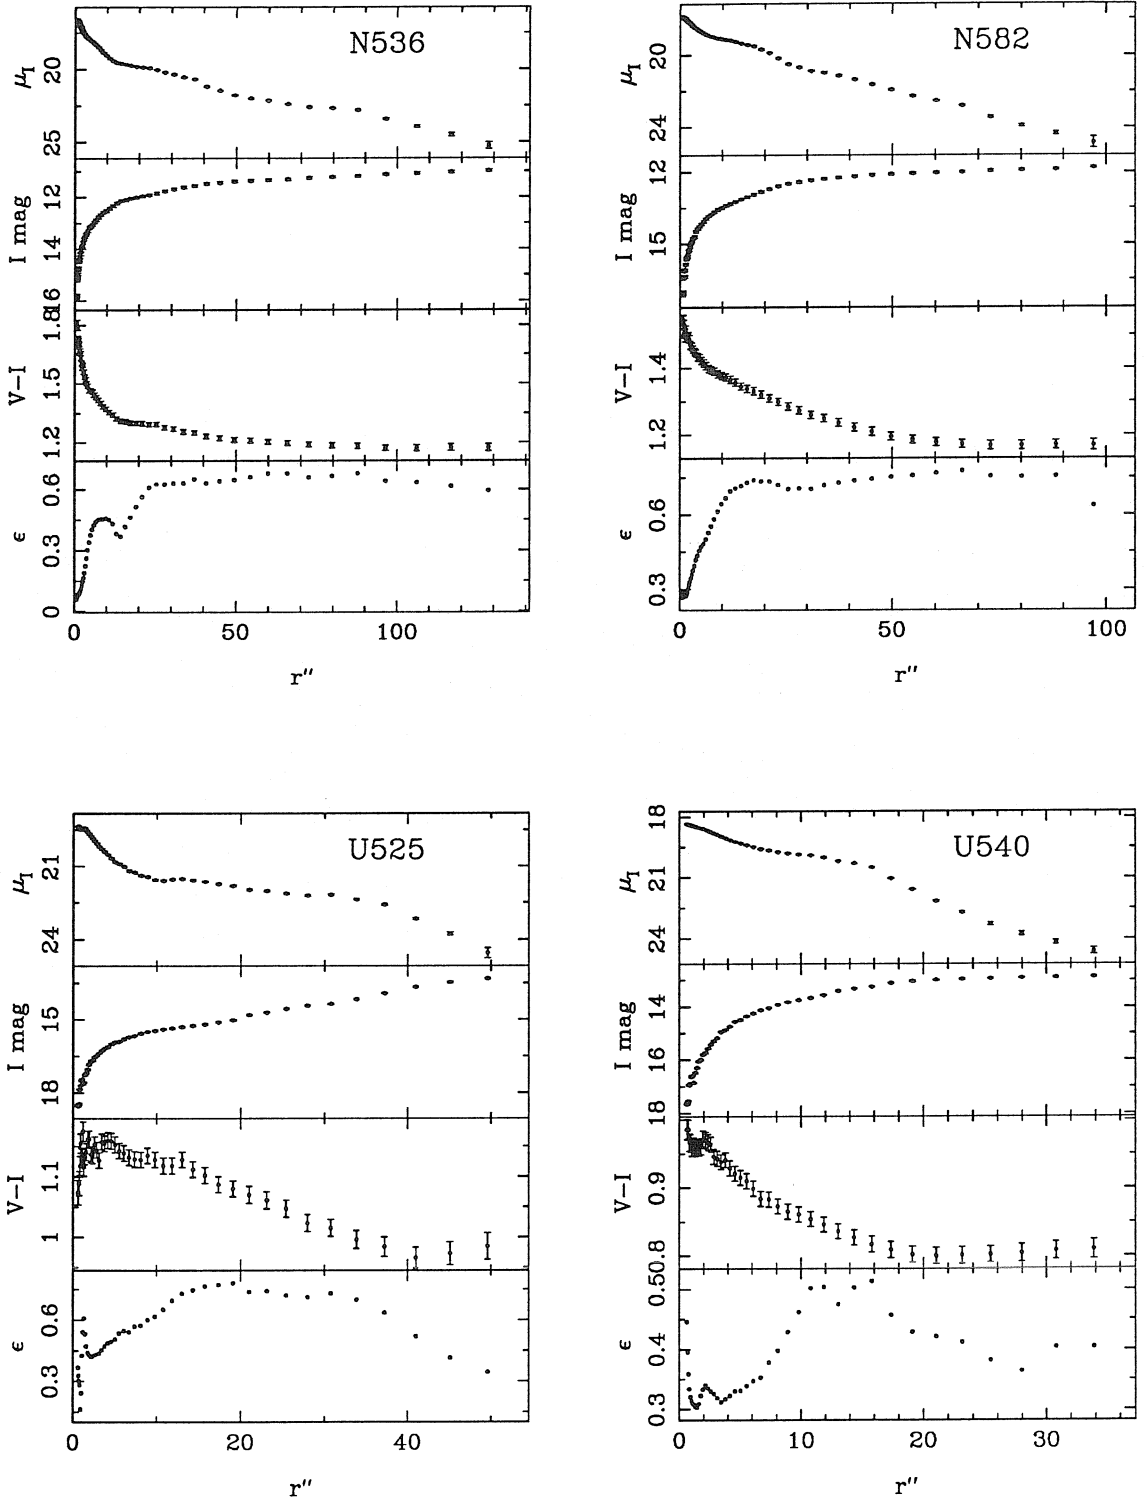 N536
μI
20
25
I mag
12
14
16
V-I
1.8
1.5
1.2
ε
0.6
0.3
0
0 50 100
r″
N582
μI
20
24
I mag
12
15
V-I
1.4
1.2
ε
0.6
0.3
0 50 100
r″
U525
μI
21
24
I mag
15
18
V-I
1.1
1
ε
0.6
0.3
0 20 40
r″
U540
μI
18
21
24
I mag
14
16
18
V-I
0.9
0.8
ε
0.5
0.4
0.3
0 10 20 30
r″